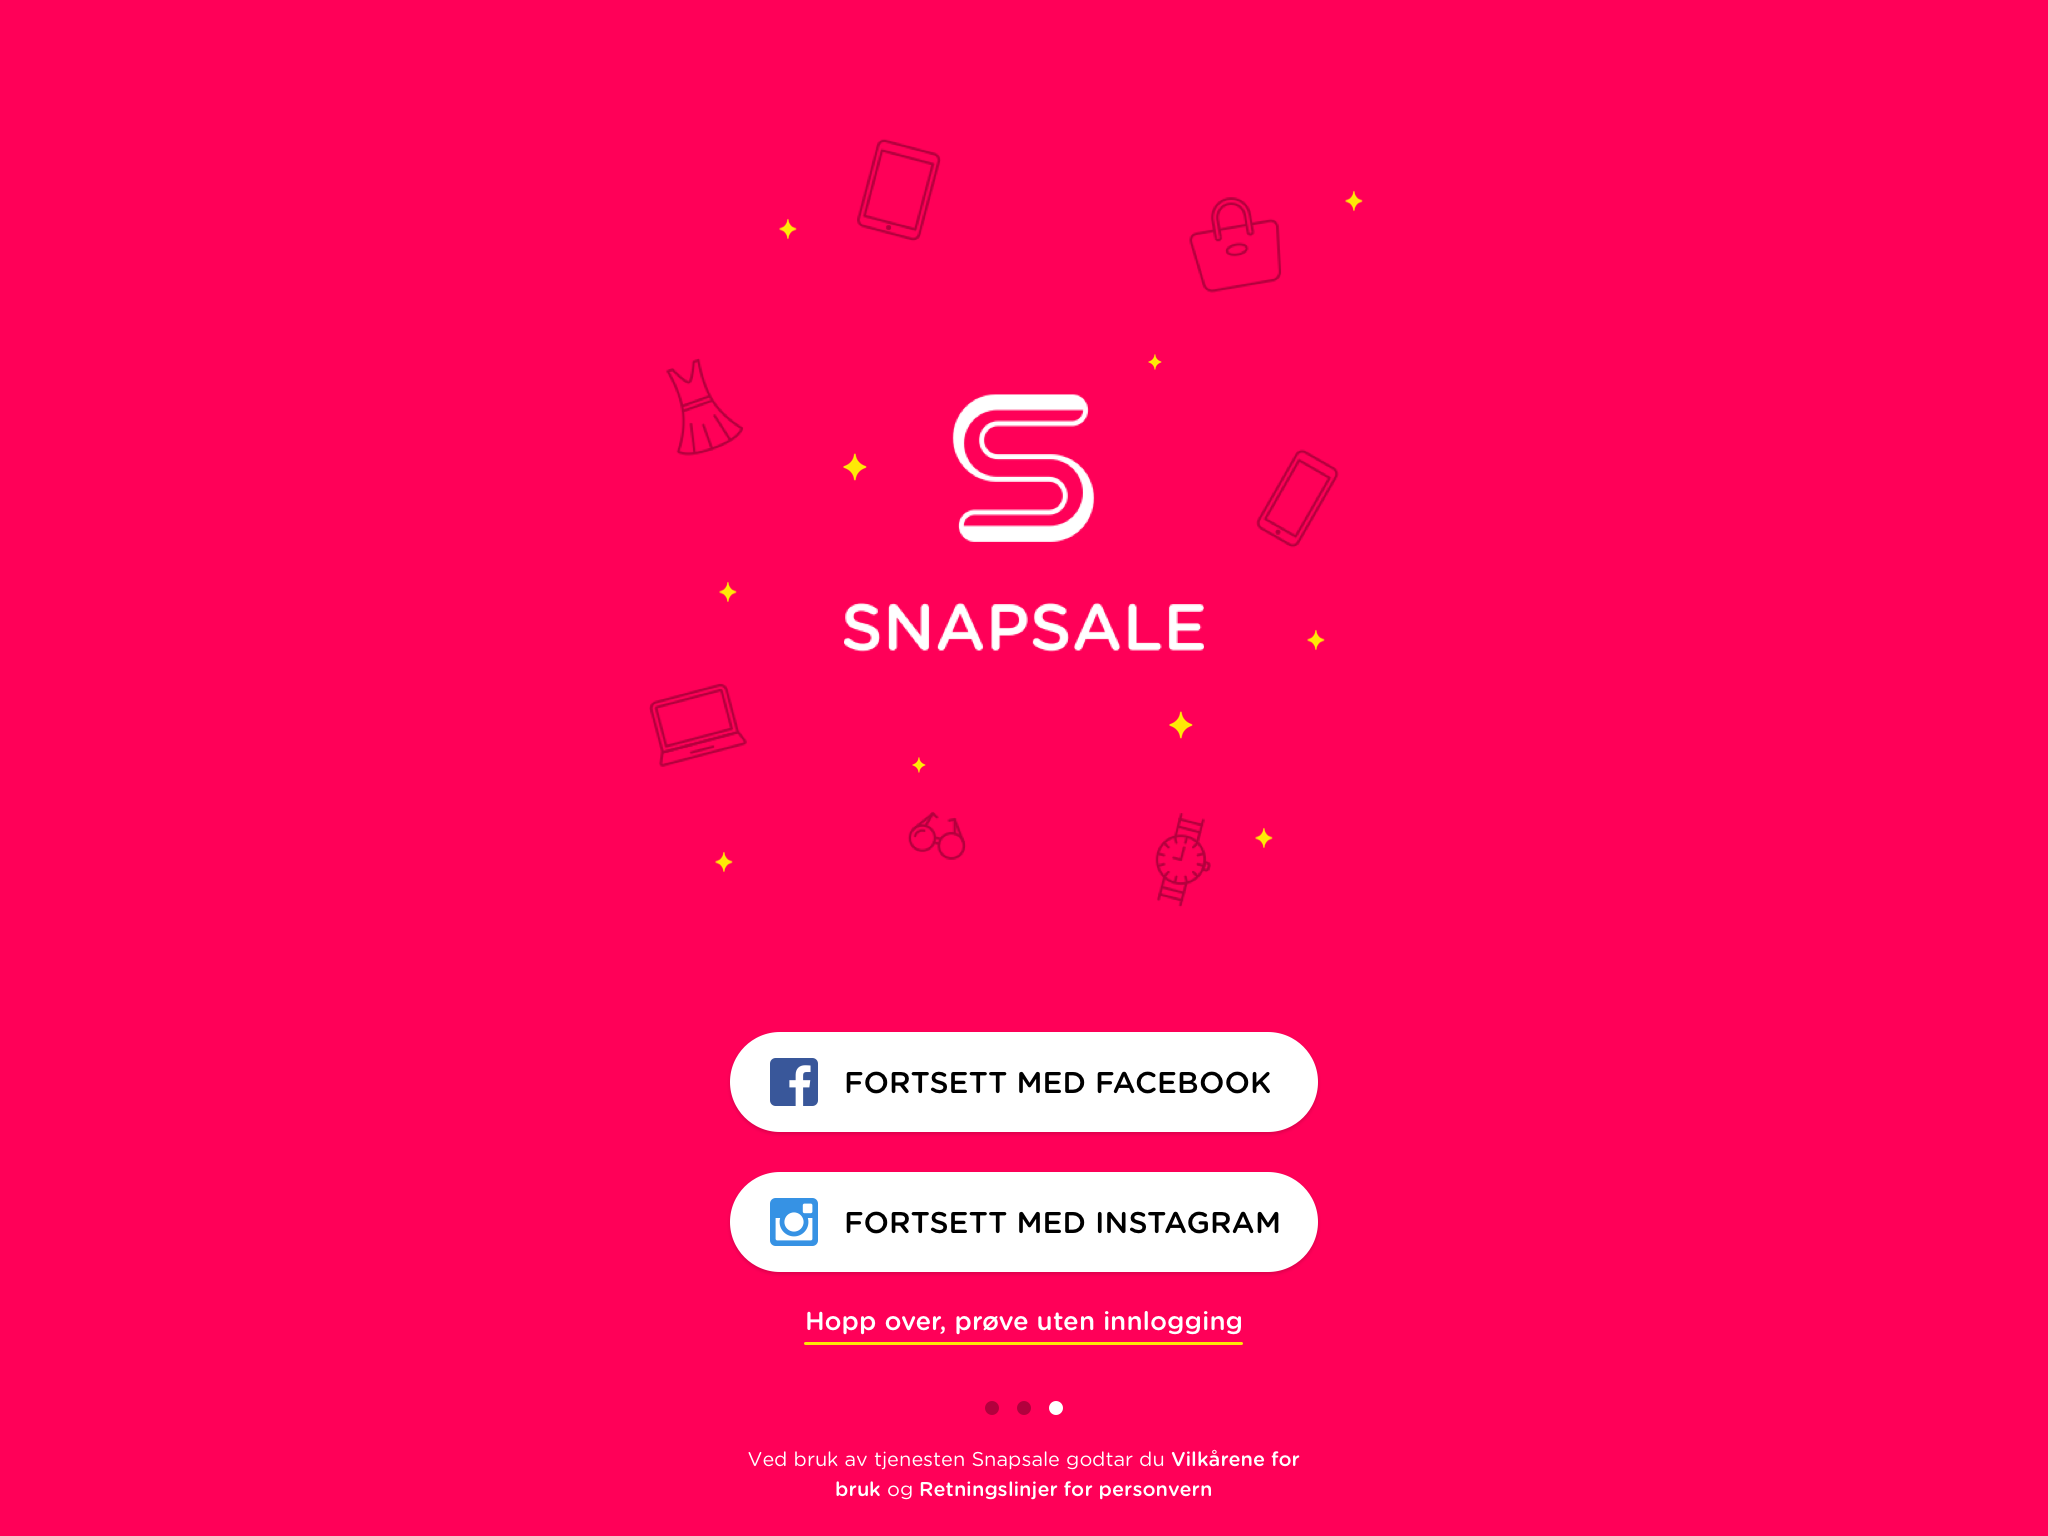 SNAPSALE
FORTSETT MED FACEBOOK
FORTSETT MED INSTAGRAM
Hopp over, prøve uten innlogging
Ved bruk av tjenesten Snapsale godtar du Vilkårene for
bruk og Retningslinjer for personvern